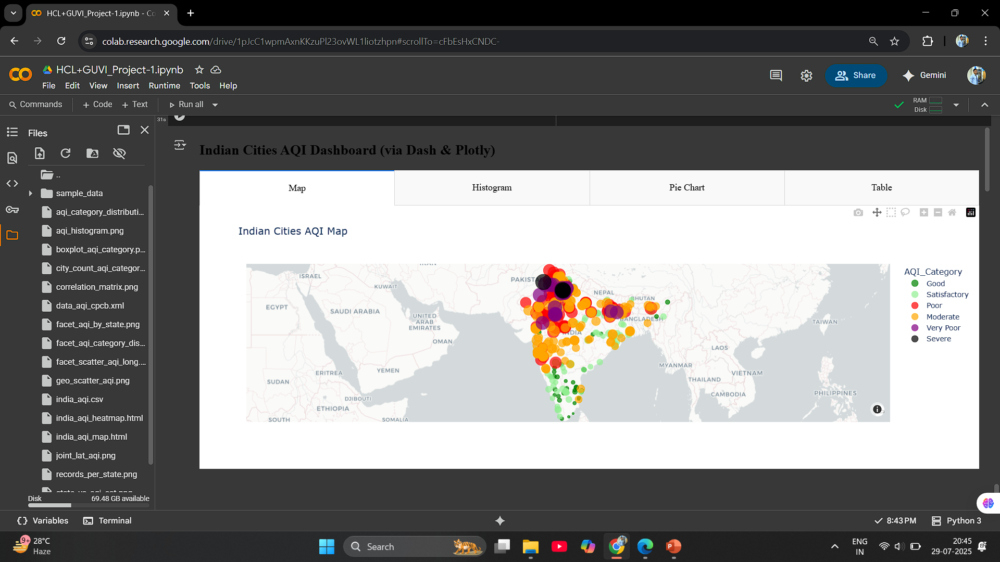 HCL+GUVI_Project-1.ipynb - Co
colab.research.google.com/drive/1pJcC1wpmAxnKKzuPl23ovWL1liotzhpn#scrollTo=cFbEsHxCNDC-
HCL+GUVI_Project-1.ipynb
File Edit View Insert Runtime Tools Help
Share
Gemini
Commands + Code + Text Run all
RAM
Disk
31s
Files
..
sample_data
aqi_category_distributi...
aqi_histogram.png
boxplot_aqi_category.p...
city_count_aqi_categor...
correlation_matrix.png
data_aqi_cpcb.xml
facet_aqi_by_state.png
facet_aqi_category_dis...
facet_scatter_aqi_long....
geo_scatter_aqi.png
india_aqi.csv
india_aqi_heatmap.html
india_aqi_map.html
joint_lat_aqi.png
records_per_state.png
Disk 69.48 GB available
Indian Cities AQI Dashboard (via Dash & Plotly)
Map Histogram Pie Chart Table
Indian Cities AQI Map
IRAN
ISRAEL
KUWAIT
EGYPT
SAUDI ARABIA
UNITED
ARAB
EMIRATES
OMAN
ERITREA
YEMEN
SUDAN
DJIBOUTI
ETHIOPIA
SOUTH
SOMALIA
PAKIST
NEPAL
BHUTAN
BANGLADESH
INDIA
TAIWAN
LAOS
MYANMAR
VIETNAM
THAILAND
CAMBODIA
PHILIPPINES
AQI_Category
Good
Satisfactory
Poor
Moderate
Very Poor
Severe
Variables Terminal
8:43 PM Python 3
9+
28°C
Haze
Search
ENG
IN
20:45
29-07-2025